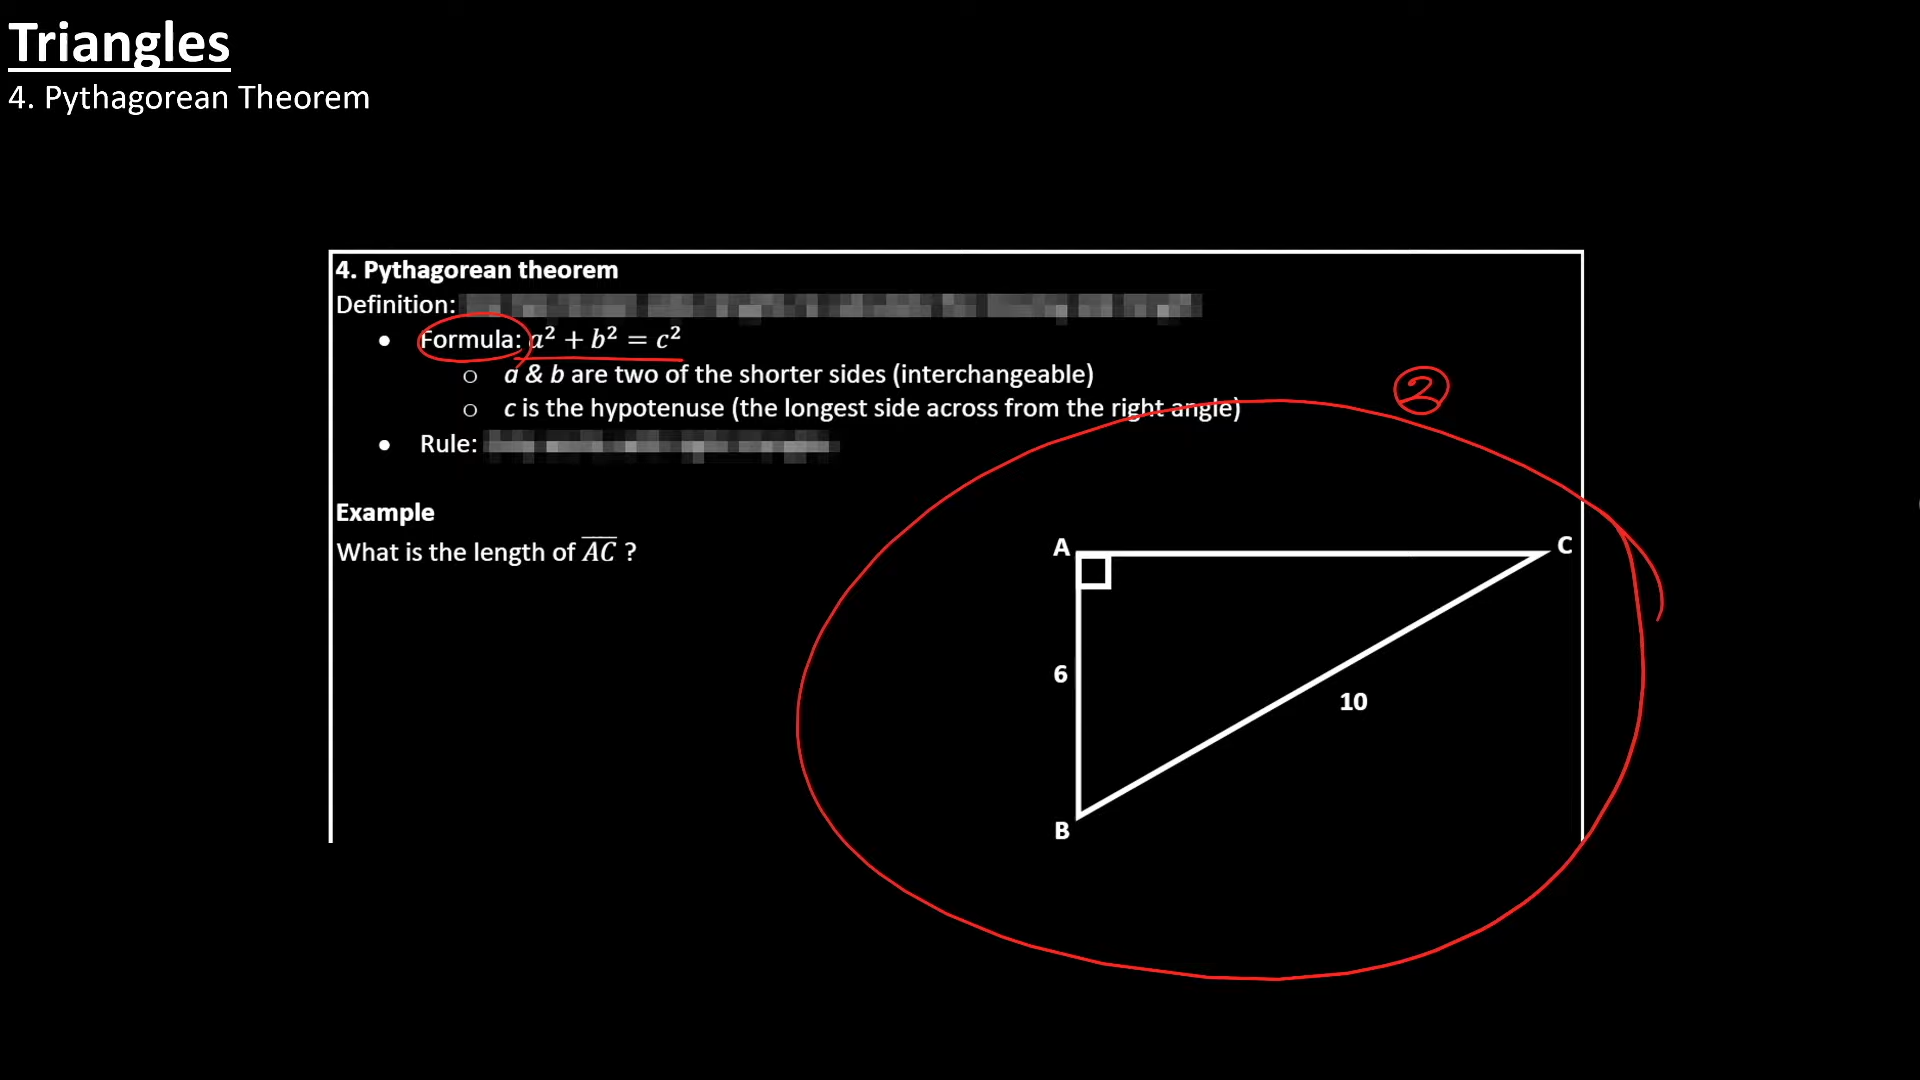 Triangles
4. Pythagorean Theorem
4. Pythagorean theorem
Definition:
• Formula: a² + b² = c²
o a & b are two of the shorter sides (interchangeable)
o c is the hypotenuse (the longest side across from the right angle)
• Rule:
2
Example
What is the length of A̅C̅ ?
A
C
6
10
B